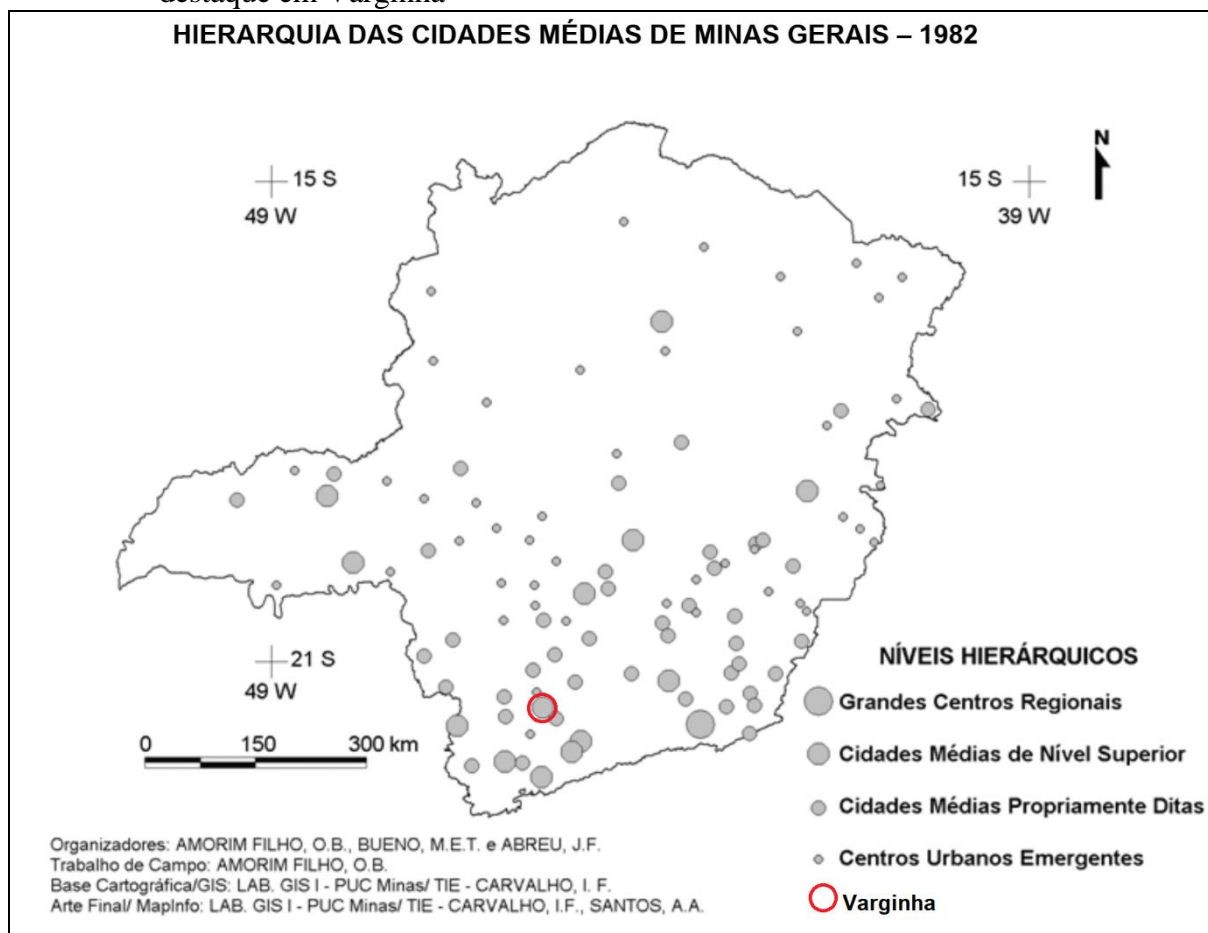 destaque em Varginha
HIERARQUIA DAS CIDADES MÉDIAS DE MINAS GERAIS – 1982
N
15 S
49 W
15 S
39 W
21 S
49 W
0 150 300 km
NÍVEIS HIERÁRQUICOS
Grandes Centros Regionais
Cidades Médias de Nível Superior
Cidades Médias Propriamente Ditas
Centros Urbanos Emergentes
Varginha
Organizadores: AMORIM FILHO, O.B., BUENO, M.E.T. e ABREU, J.F.
Trabalho de Campo: AMORIM FILHO, O.B.
Base Cartográfica/GIS: LAB. GIS I - PUC Minas/ TIE - CARVALHO, I. F.
Arte Final/ MapInfo: LAB. GIS I - PUC Minas/ TIE - CARVALHO, I.F., SANTOS, A.A.